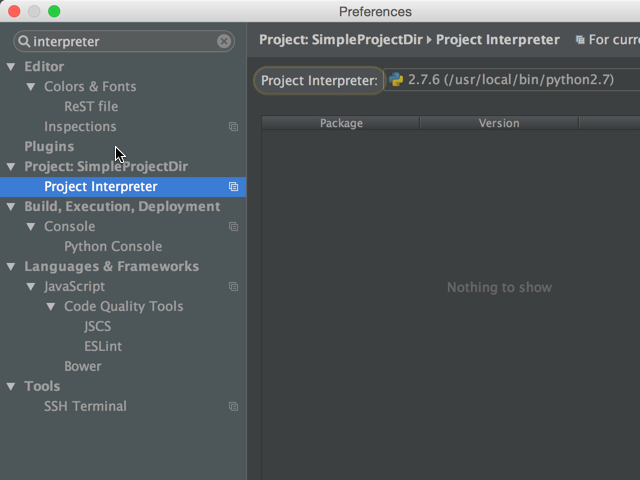 Preferences
interpreter
Project: SimpleProjectDir Project Interpreter For curre
Editor
Colors & Fonts
ReST file
Inspections
Plugins
Project: SimpleProjectDir
Project Interpreter
Build, Execution, Deployment
Console
Python Console
Languages & Frameworks
JavaScript
Code Quality Tools
JSCS
ESLint
Bower
Tools
SSH Terminal
Project Interpreter: 2.7.6 (/usr/local/bin/python2.7)
Package Version
Nothing to show